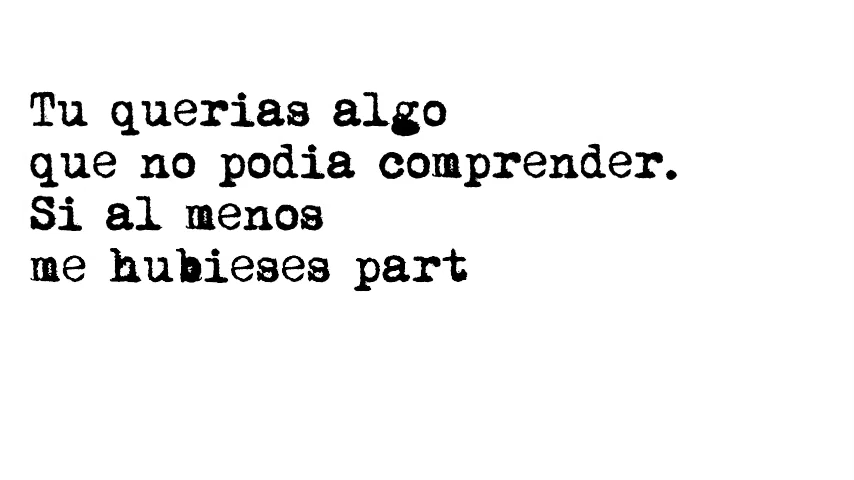 Tu querias algo
que no podia comprender.
Si al menos
me hubieses part